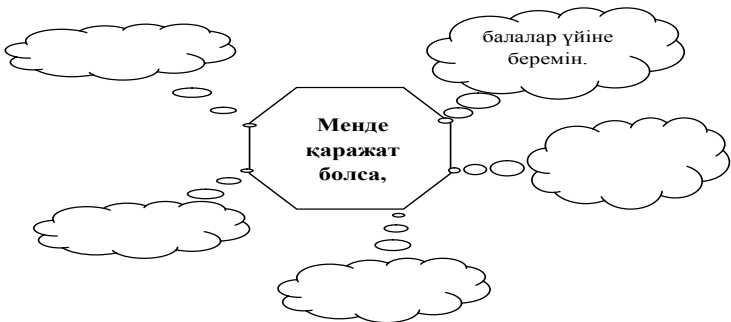 балалар үйіне
беремін.
Менде
қаражат
болса,